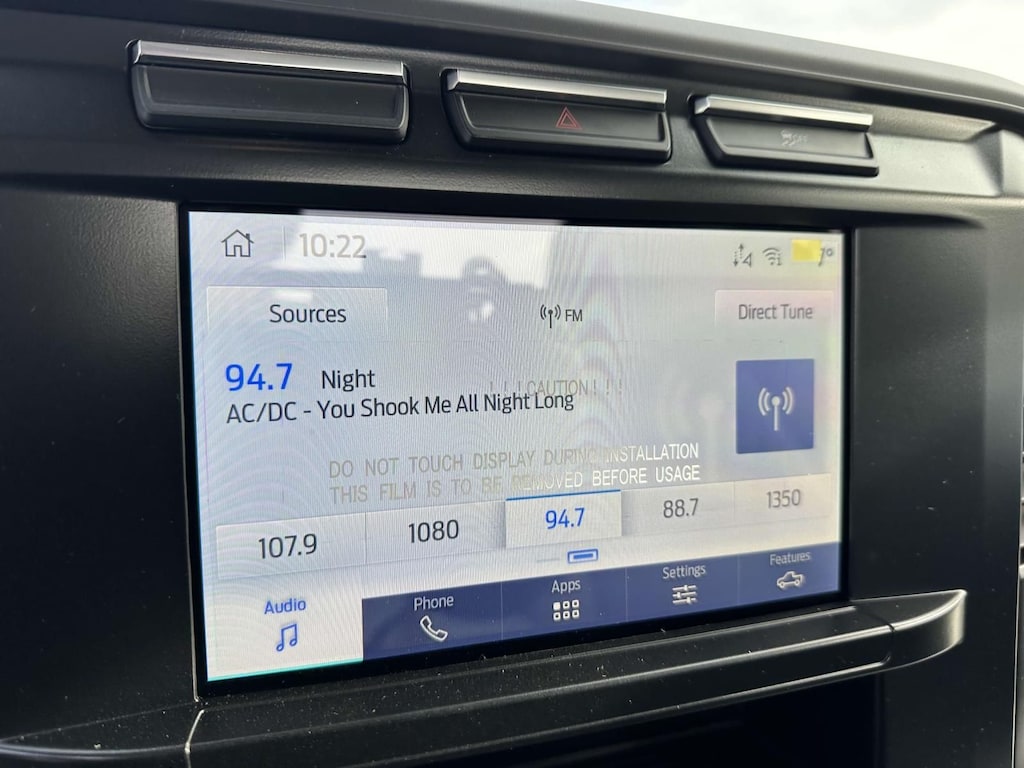 10:22
7°
Sources
FM
Direct Tune
94.7 Night
! ! ! CAUTION ! ! !
AC/DC - You Shook Me All Night Long
DO NOT TOUCH DISPLAY DURING INSTALLATION
THIS FILM IS TO BE REMOVED BEFORE USAGE
107.9
1080
94.7
88.7
1350
Audio
Phone
Apps
Settings
Features